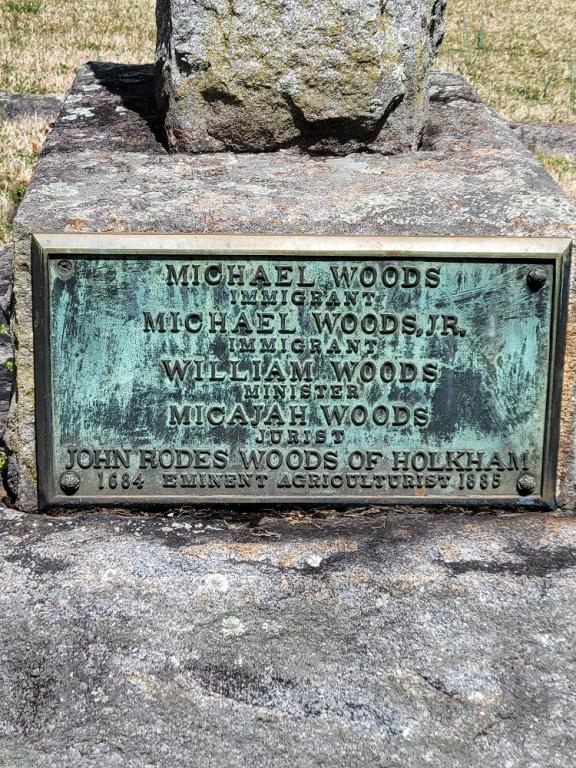 MICHAEL WOODS
IMMIGRANT
MICHAEL WOODS, JR.
IMMIGRANT
WILLIAM WOODS
MINISTER
MICAJAH WOODS
JURIST
JOHN RODES WOODS OF HOLKHAM
1684 EMINENT AGRICULTURIST 1885